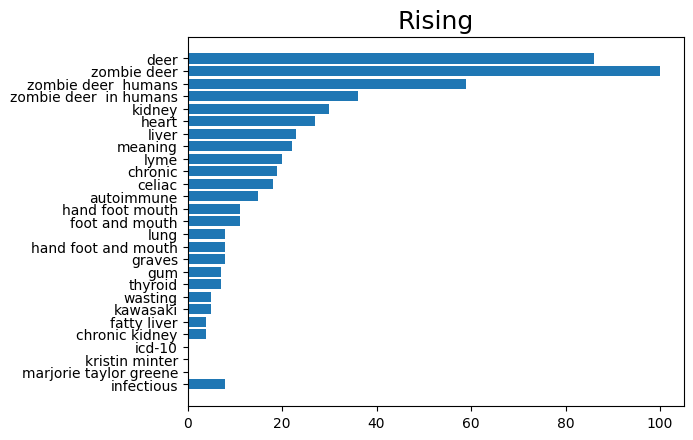 Rising
deer
zombie deer
zombie deer  humans
zombie deer  in humans
kidney
heart
liver
meaning
lyme
chronic
celiac
autoimmune
hand foot mouth
foot and mouth
lung
hand foot and mouth
graves
gum
thyroid
wasting
kawasaki
fatty liver
chronic kidney
icd-10
kristin minter
marjorie taylor greene
infectious
0 20 40 60 80 100